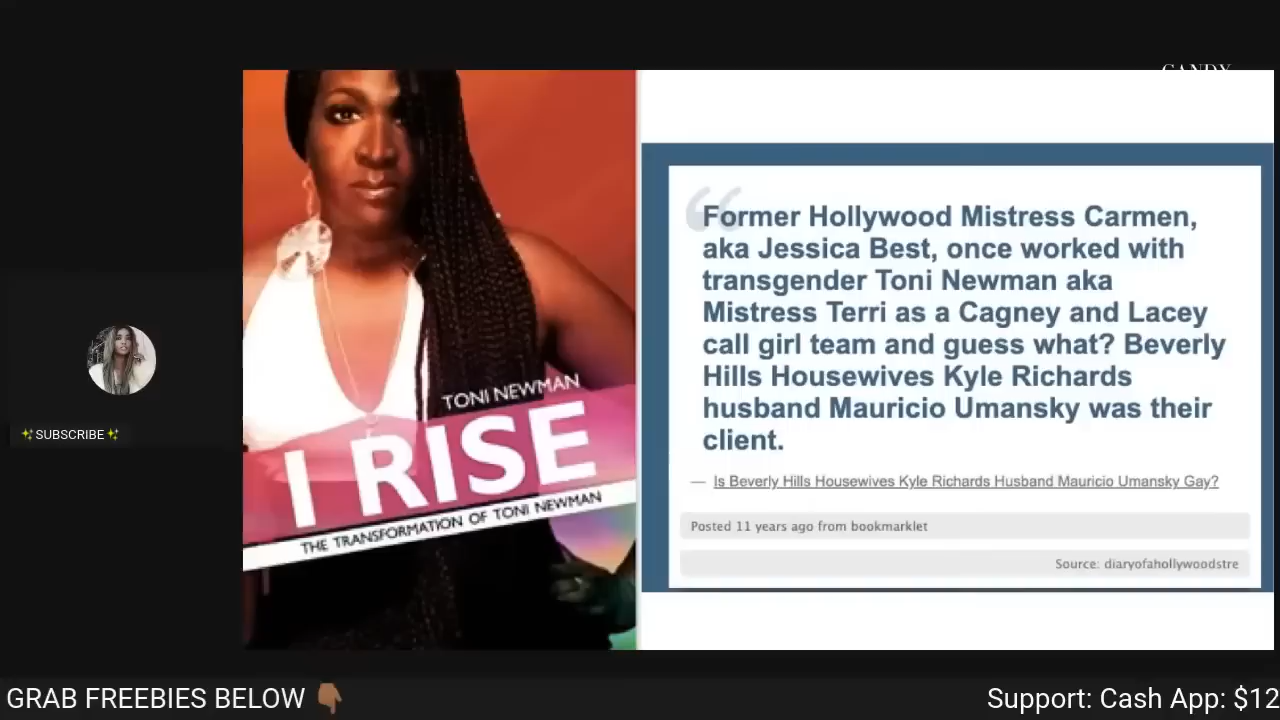 CANDY
TONI NEWMAN
I RISE
THE TRANSFORMATION OF TONI NEWMAN
“
Former Hollywood Mistress Carmen,
aka Jessica Best, once worked with
transgender Toni Newman aka
Mistress Terri as a Cagney and Lacey
call girl team and guess what? Beverly
Hills Housewives Kyle Richards
husband Mauricio Umansky was their
client.
— Is Beverly Hills Housewives Kyle Richards Husband Mauricio Umansky Gay?
Posted 11 years ago from bookmarklet
Source: diaryofahollywoodstre
✨SUBSCRIBE✨
GRAB FREEBIES BELOW 👇🏾
Support: Cash App: $12